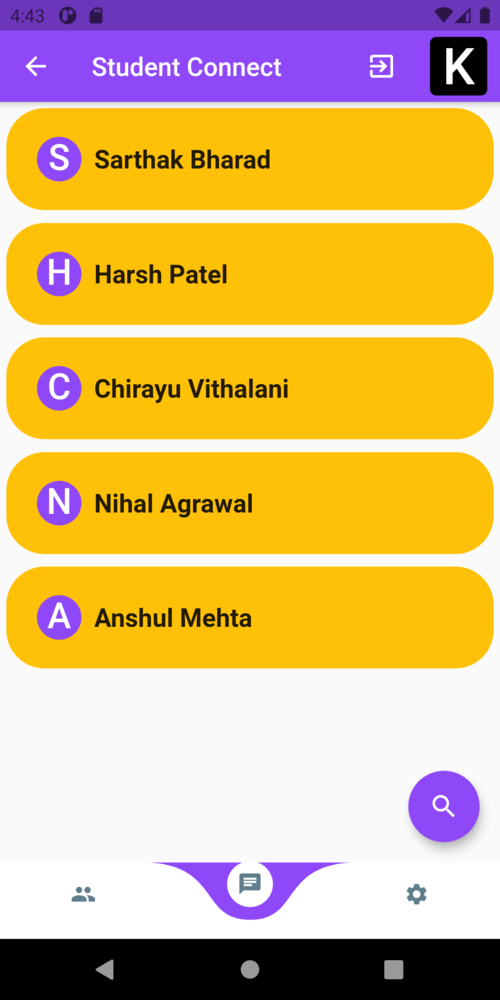 4:43
Student Connect
K
S Sarthak Bharad
H Harsh Patel
C Chirayu Vithalani
N Nihal Agrawal
A Anshul Mehta